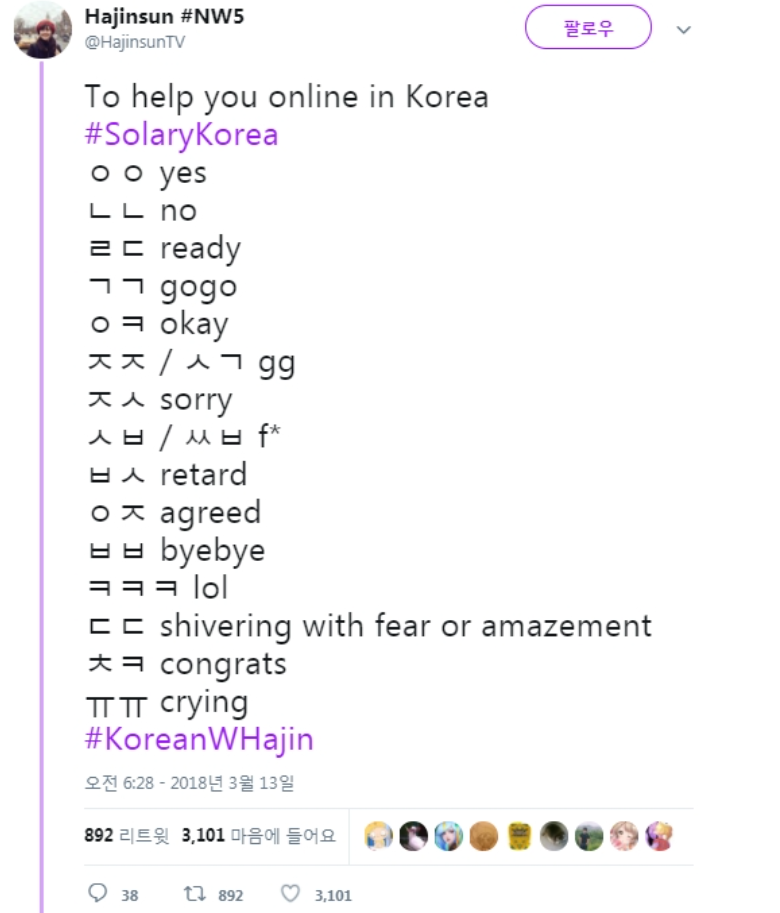 Hajinsun #NW5
@HajinsunTV
팔로우
To help you online in Korea
#SolaryKorea
ㅇㅇ yes
ㄴㄴ no
ㄹㄷ ready
ㄱㄱ gogo
ㅇㅋ okay
ㅈㅈ / ㅅㄱ gg
ㅈㅅ sorry
ㅅㅂ / ㅆㅂ f*
ㅂㅅ retard
ㅇㅈ agreed
ㅂㅂ byebye
ㅋㅋㅋ lol
ㄷㄷ shivering with fear or amazement
ㅊㅋ congrats
ㅠㅠ crying
#KoreanWHajin
오전 6:28 - 2018년 3월 13일
892 리트윗 3,101 마음에 들어요
38 892 3,101